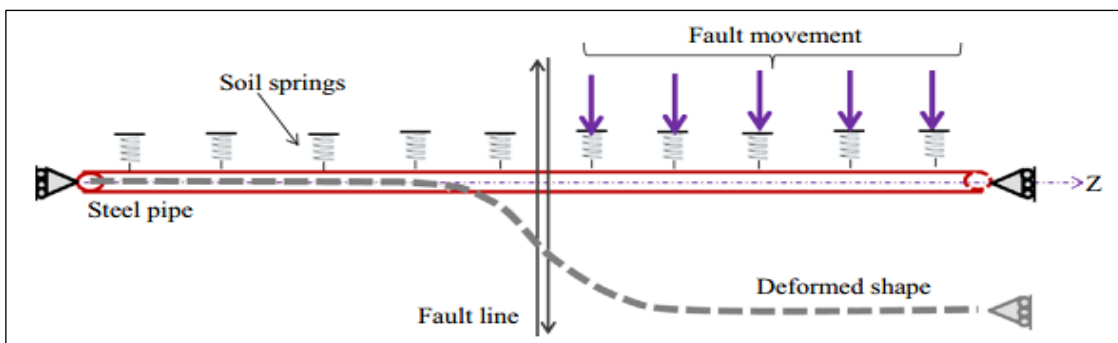 Fault movement
Soil springs
Steel pipe
Z
Deformed shape
Fault line